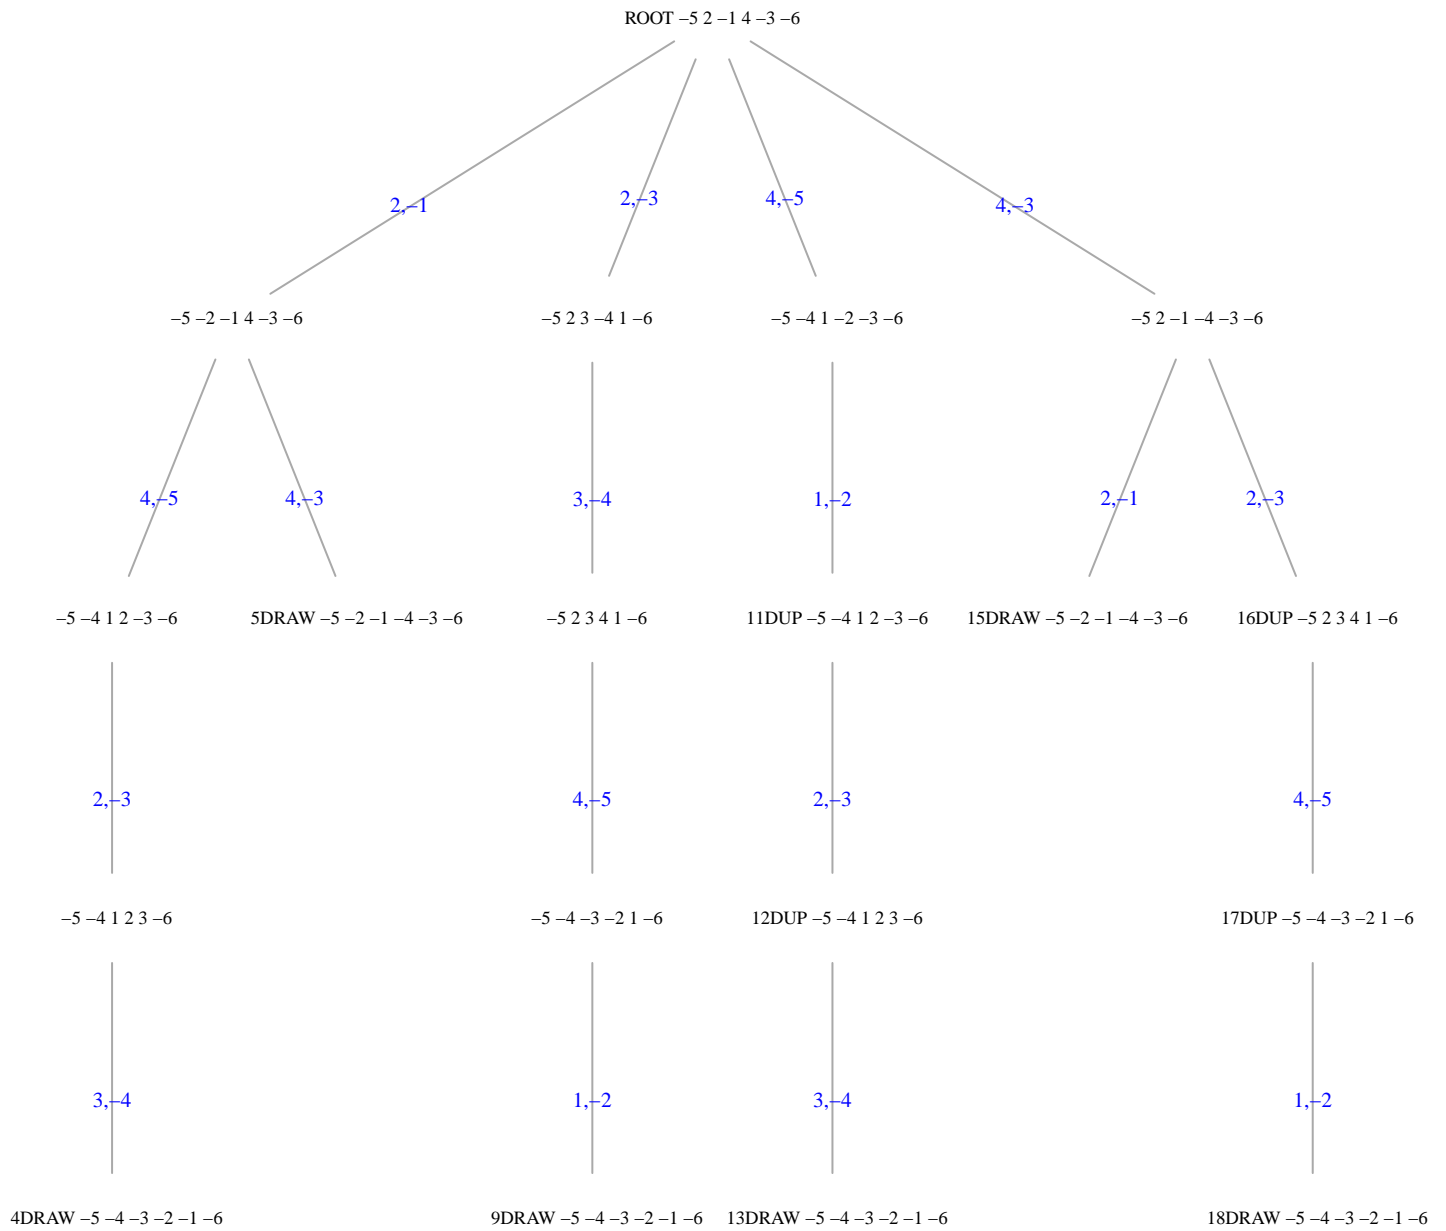 ROOT –5 2 –1 4 –3 –6
2,–1 2,–3 4,–5 4,–3
–5 –2 –1 4 –3 –6 –5 2 3 –4 1 –6 –5 –4 1 –2 –3 –6 –5 2 –1 –4 –3 –6
4,–5 4,–3 3,–4 1,–2 2,–1 2,–3
–5 –4 1 2 –3 –6 5DRAW –5 –2 –1 –4 –3 –6 –5 2 3 4 1 –6 11DUP –5 –4 1 2 –3 –6 15DRAW –5 –2 –1 –4 –3 –6 16DUP –5 2 3 4 1 –6
2,–3 4,–5 2,–3 4,–5
–5 –4 1 2 3 –6 –5 –4 –3 –2 1 –6 12DUP –5 –4 1 2 3 –6 17DUP –5 –4 –3 –2 1 –6
3,–4 1,–2 3,–4 1,–2
4DRAW –5 –4 –3 –2 –1 –6 9DRAW –5 –4 –3 –2 –1 –6 13DRAW –5 –4 –3 –2 –1 –6 18DRAW –5 –4 –3 –2 –1 –6